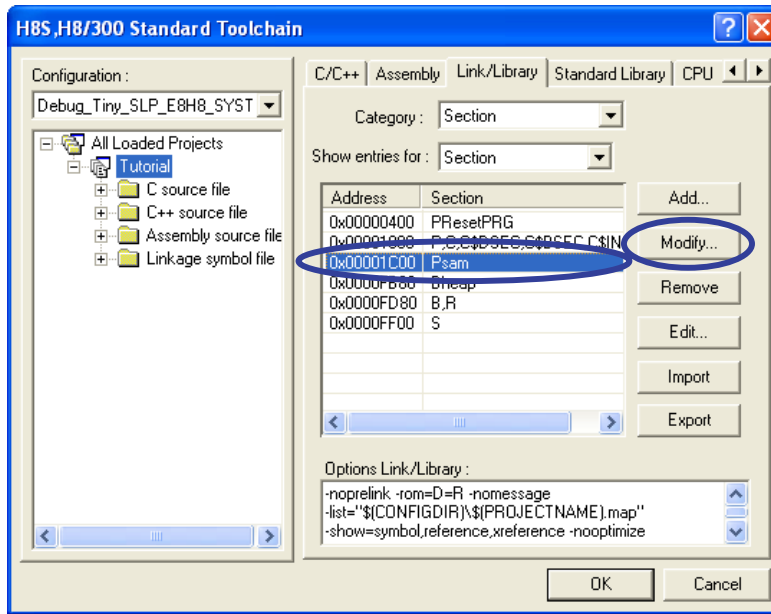 H8S,H8/300 Standard Toolchain
Configuration :
Debug_Tiny_SLP_E8H8_SYST
All Loaded Projects
Tutorial
C source file
C++ source file
Assembly source file
Linkage symbol file
C/C++ Assembly Link/Library Standard Library CPU
Category : Section
Show entries for : Section
Address Section
0x00000400 PResetPRG
P,C,C$DSEC,C$BSEC,C$IN
0x00001C00 Psam
Bheap
0x0000FD80 B,R
0x0000FF00 S
Add...
Modify...
Remove
Edit...
Import
Export
Options Link/Library :
-noprelink -rom=D=R -nomessage
-list="$(CONFIGDIR)\$(PROJECTNAME).map"
-show=symbol,reference,xreference -nooptimize
OK Cancel